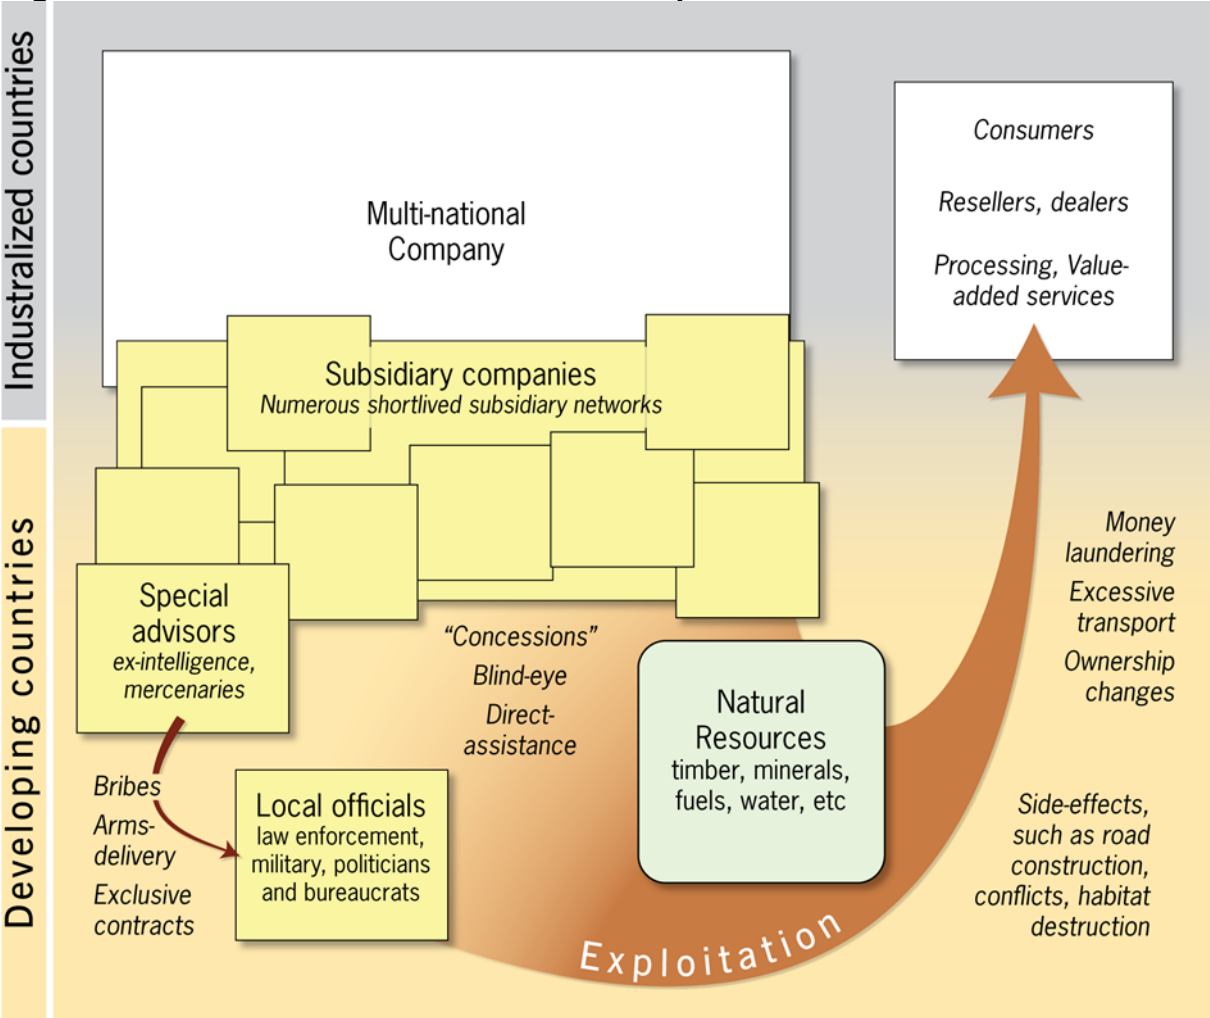 Industralized countries
Developing countries
Multi-national
Company
Consumers
Resellers, dealers
Processing, Value-
added services
Subsidiary companies
Numerous shortlived subsidiary networks
Special
advisors
ex-intelligence,
mercenaries
Bribes
Arms-
delivery
Exclusive
contracts
Local officials
law enforcement,
military, politicians
and bureaucrats
“Concessions”
Blind-eye
Direct-
assistance
Natural
Resources
timber, minerals,
fuels, water, etc
Exploitation
Money
laundering
Excessive
transport
Ownership
changes
Side-effects,
such as road
construction,
conflicts, habitat
destruction